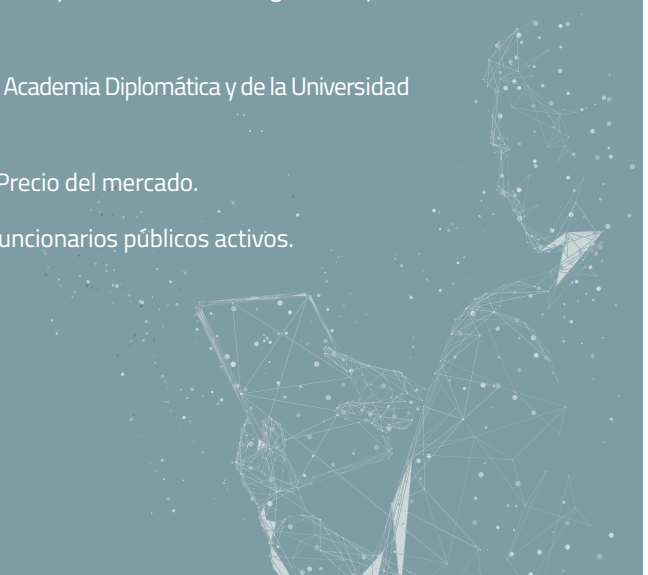 Academia Diplomática y de la Universidad
Precio del mercado.
uncionarios públicos activos.